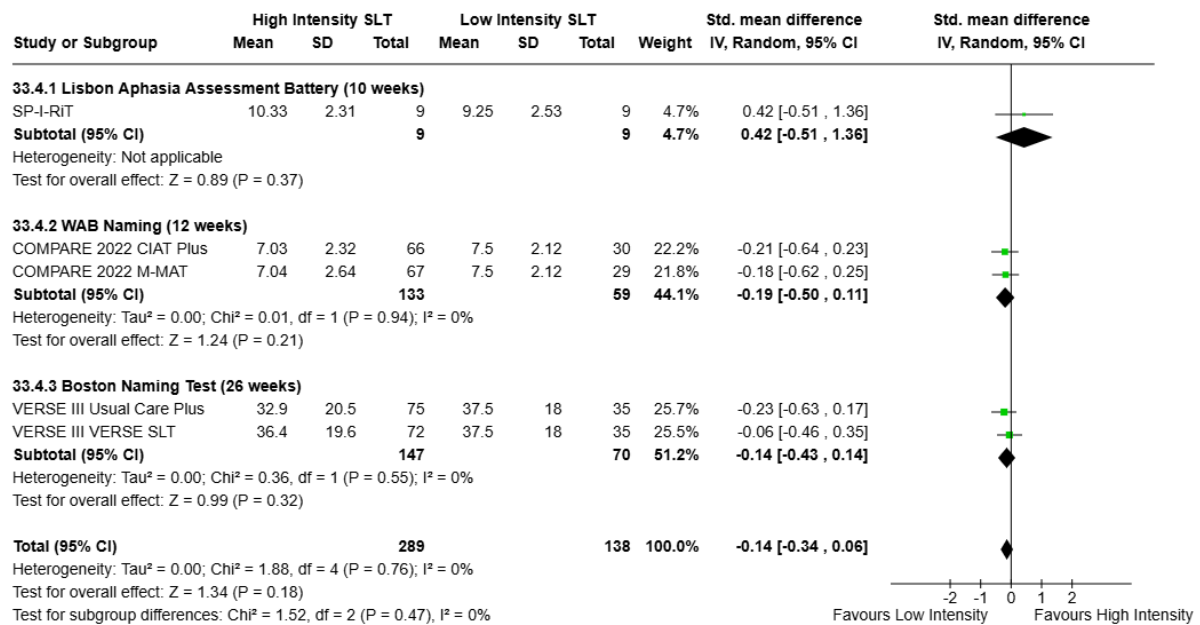 High Intensity SLT Low Intensity SLT Std. mean difference Std. mean difference
Study or Subgroup Mean SD Total Mean SD Total Weight IV, Random, 95% CI IV, Random, 95% CI
33.4.1 Lisbon Aphasia Assessment Battery (10 weeks)
SP-I-RiT 10.33 2.31 9 9.25 2.53 9 4.7% 0.42 [-0.51 , 1.36]
Subtotal (95% CI) 9 9 4.7% 0.42 [-0.51 , 1.36]
Heterogeneity: Not applicable
Test for overall effect: Z = 0.89 (P = 0.37)
33.4.2 WAB Naming (12 weeks)
COMPARE 2022 CIAT Plus 7.03 2.32 66 7.5 2.12 30 22.2% -0.21 [-0.64 , 0.23]
COMPARE 2022 M-MAT 7.04 2.64 67 7.5 2.12 29 21.8% -0.18 [-0.62 , 0.25]
Subtotal (95% CI) 133 59 44.1% -0.19 [-0.50 , 0.11]
Heterogeneity: Tau² = 0.00; Chi² = 0.01, df = 1 (P = 0.94); I² = 0%
Test for overall effect: Z = 1.24 (P = 0.21)
33.4.3 Boston Naming Test (26 weeks)
VERSE III Usual Care Plus 32.9 20.5 75 37.5 18 35 25.7% -0.23 [-0.63 , 0.17]
VERSE III VERSE SLT 36.4 19.6 72 37.5 18 35 25.5% -0.06 [-0.46 , 0.35]
Subtotal (95% CI) 147 70 51.2% -0.14 [-0.43 , 0.14]
Heterogeneity: Tau² = 0.00; Chi² = 0.36, df = 1 (P = 0.55); I² = 0%
Test for overall effect: Z = 0.99 (P = 0.32)
Total (95% CI) 289 138 100.0% -0.14 [-0.34 , 0.06]
Heterogeneity: Tau² = 0.00; Chi² = 1.88, df = 4 (P = 0.76); I² = 0%
Test for overall effect: Z = 1.34 (P = 0.18)
-2 -1 0 1 2
Test for subgroup differences: Chi² = 1.52, df = 2 (P = 0.47), I² = 0% Favours Low Intensity Favours High Intensity